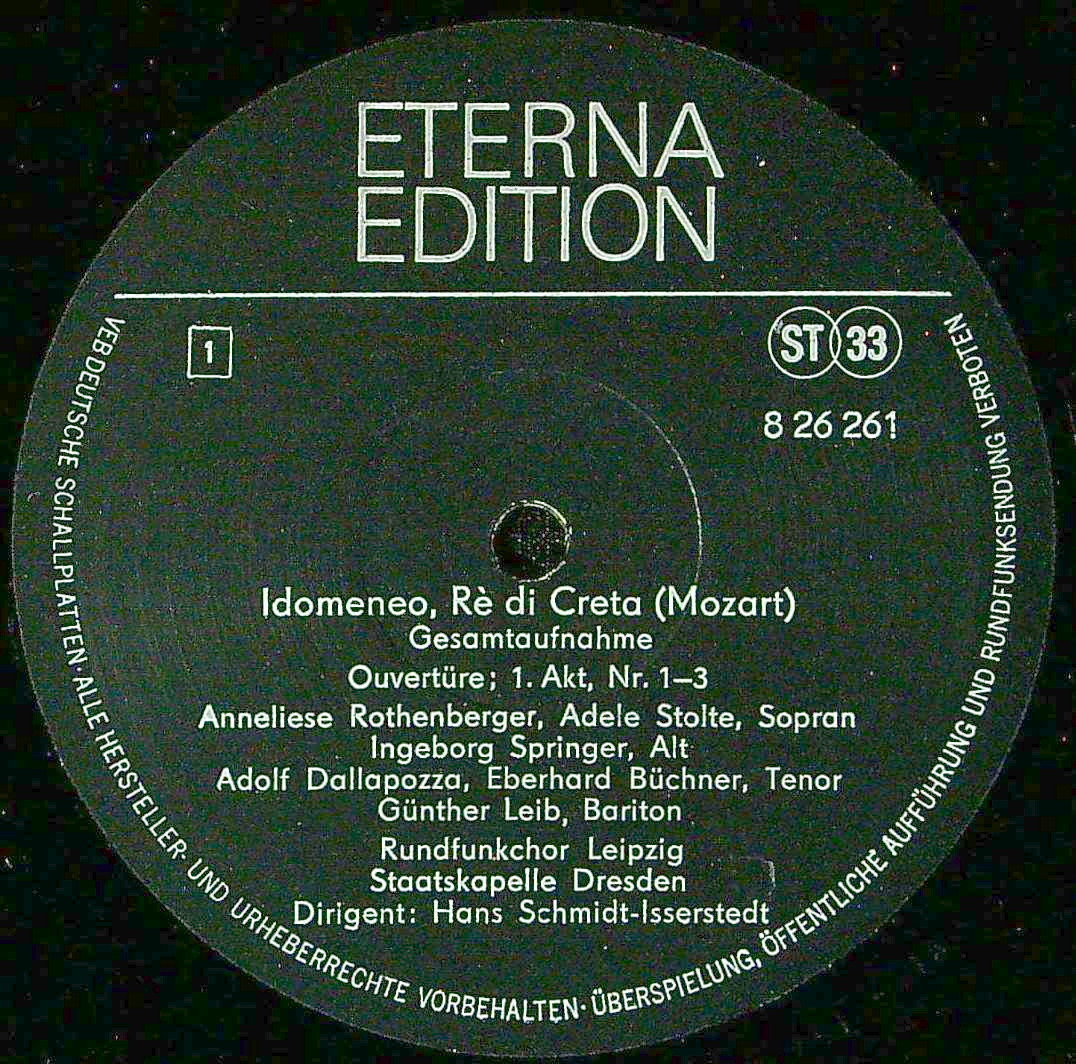 ETERNA
EDITION
1
ST 33
8 26 261
Idomeneo, Rè di Creta (Mozart)
Gesamtaufnahme
Ouvertüre; 1. Akt, Nr. 1–3
Anneliese Rothenberger, Adele Stolte, Sopran
Ingeborg Springer, Alt
Adolf Dallapozza, Eberhard Büchner, Tenor
Günther Leib, Bariton
Rundfunkchor Leipzig
Staatskapelle Dresden
Dirigent: Hans Schmidt-Isserstedt
VEB DEUTSCHE SCHALLPLATTEN · ALLE HERSTELLER- UND URHEBERRECHTE VORBEHALTEN · ÜBERSPIELUNG, ÖFFENTLICHE AUFFÜHRUNG UND RUNDFUNKSENDUNG VERBOTEN